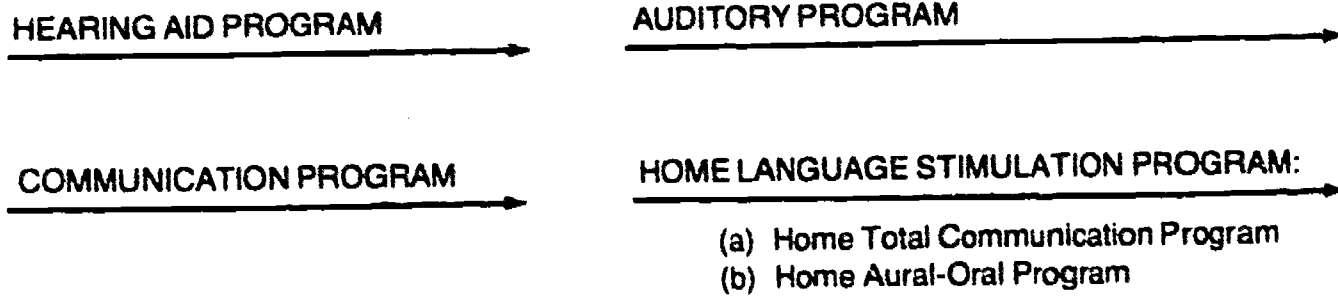 HEARING AID PROGRAM
AUDITORY PROGRAM
COMMUNICATION PROGRAM
HOME LANGUAGE STIMULATION PROGRAM:
(a) Home Total Communication Program
(b) Home Aural-Oral Program